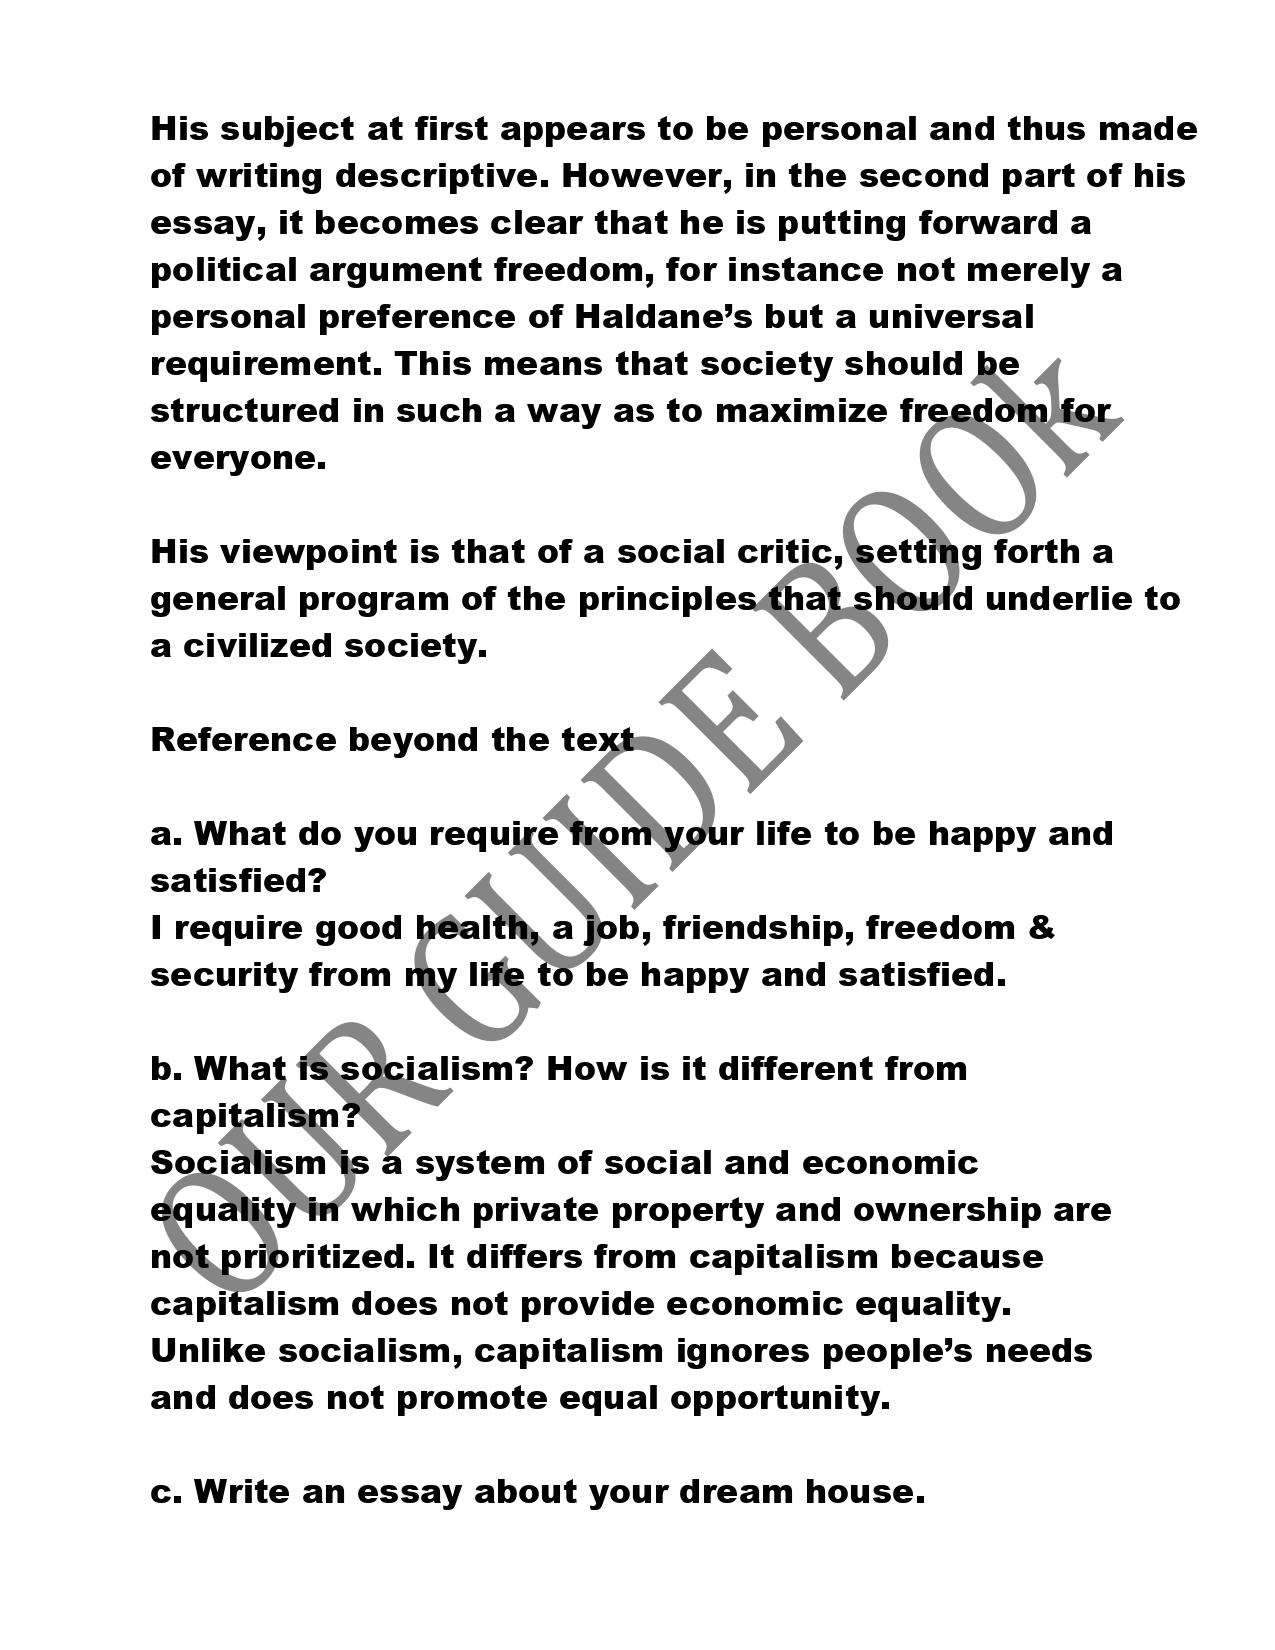 His subject at first appears to be personal and thus made
of writing descriptive. However, in the second part of his
essay, it becomes clear that he is putting forward a
political argument freedom, for instance not merely a
personal preference of Haldane’s but a universal
requirement. This means that society should be
structured in such a way as to maximize freedom for
everyone.
His viewpoint is that of a social critic, setting forth a
general program of the principles that should underlie to
a civilized society.
Reference beyond the text
a. What do you require from your life to be happy and
satisfied?
I require good health, a job, friendship, freedom &
security from my life to be happy and satisfied.
b. What is socialism? How is it different from
capitalism?
Socialism is a system of social and economic
equality in which private property and ownership are
not prioritized. It differs from capitalism because
capitalism does not provide economic equality.
Unlike socialism, capitalism ignores people’s needs
and does not promote equal opportunity.
c. Write an essay about your dream house.
OUR GUIDE BOOk